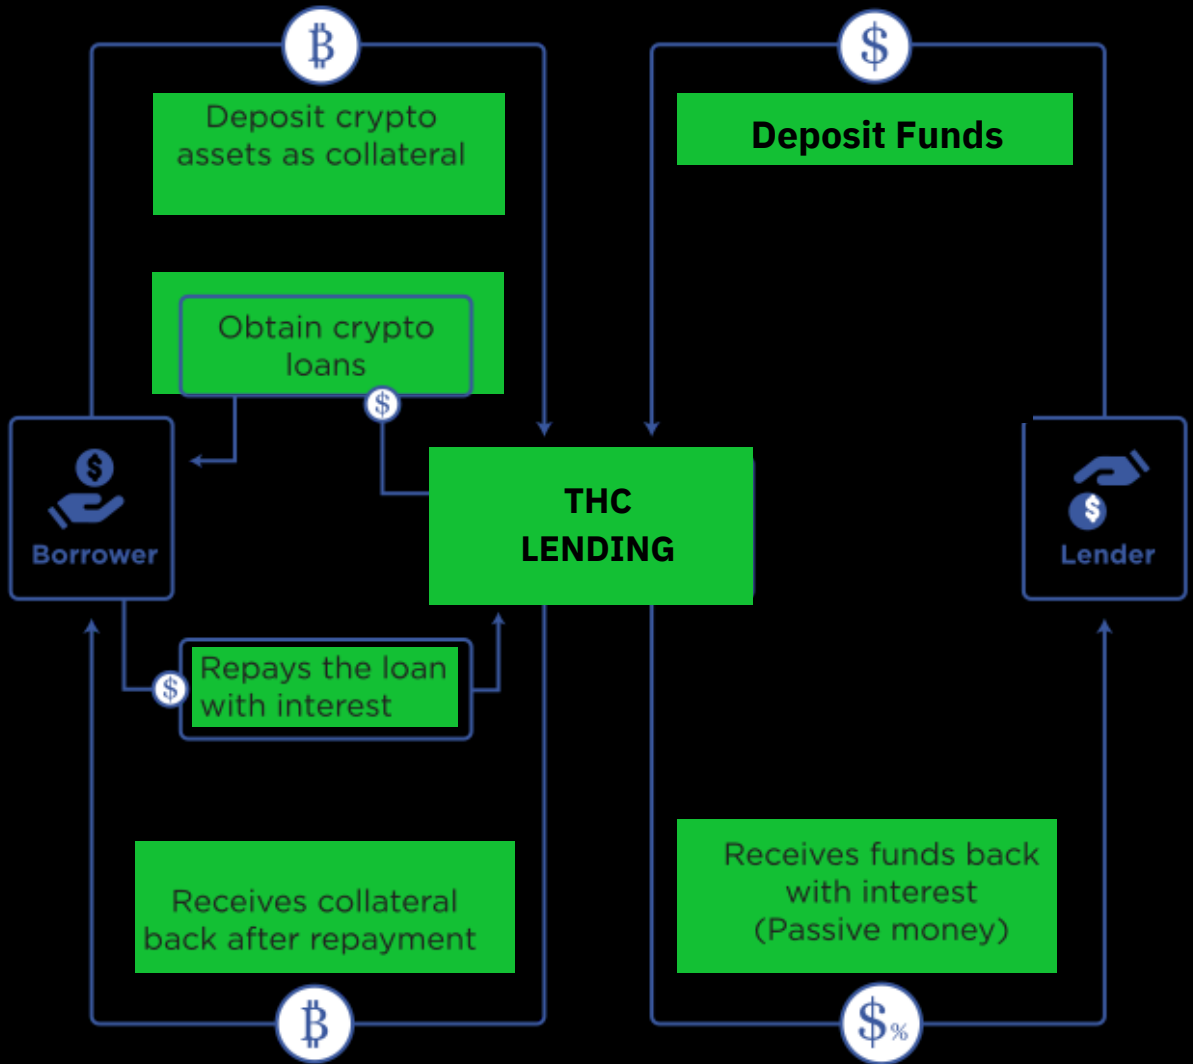 ₿
$
Deposit crypto
assets as collateral
Deposit Funds
Obtain crypto
loans
$
$
Borrower
THC
LENDING
$
Lender
Repays the loan
with interest
$
Receives collateral
back after repayment
Receives funds back
with interest
(Passive money)
₿
$%